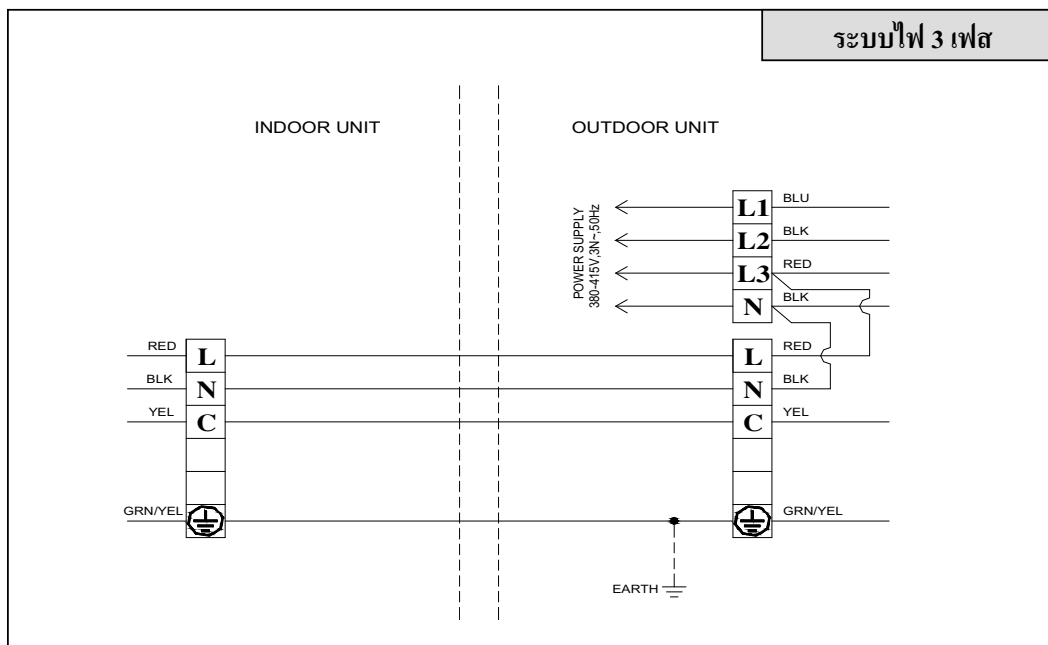 ระบบไฟ 3 เฟส
INDOOR UNIT
OUTDOOR UNIT
POWER SUPPLY
380-415V,3N~,50Hz
L1 BLU
L2 BLK
L3 RED
N BLK
RED L
L RED
BLK N
N BLK
YEL C
C YEL
GRN/YEL
GRN/YEL
EARTH